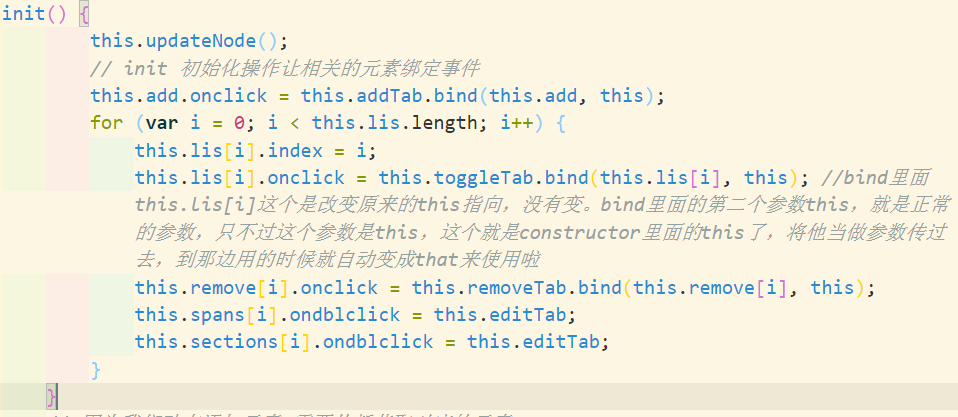 init() {
this.updateNode();
// init 初始化操作让相关的元素绑定事件
this.add.onclick = this.addTab.bind(this.add, this);
for (var i = 0; i < this.lis.length; i++) {
this.lis[i].index = i;
this.lis[i].onclick = this.toggleTab.bind(this.lis[i], this); //bind里面
this.lis[i]这个是改变原来的this指向，没有变。bind里面的第二个参数this，就是正常
的参数，只不过这个参数是this，这个就是constructor里面的this了，将他当做参数传过
去，到那边用的时候就自动变成that来使用啦
this.remove[i].onclick = this.removeTab.bind(this.remove[i], this);
this.spans[i].ondblclick = this.editTab;
this.sections[i].ondblclick = this.editTab;
}
}